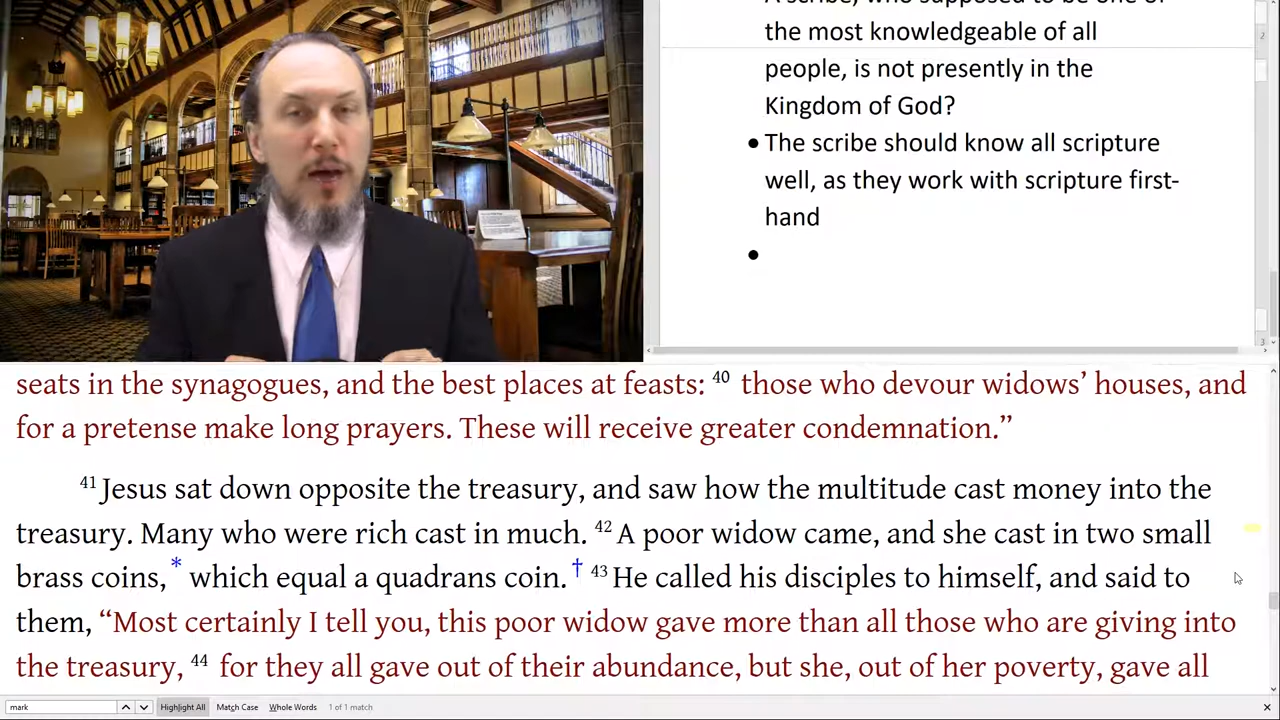 A scribe, who supposed to be one of
the most knowledgeable of all
people, is not presently in the
Kingdom of God?
• The scribe should know all scripture
well, as they work with scripture first-
hand
•
seats in the synagogues, and the best places at feasts: 40 those who devour widows’ houses, and
for a pretense make long prayers. These will receive greater condemnation.”
41 Jesus sat down opposite the treasury, and saw how the multitude cast money into the
treasury. Many who were rich cast in much. 42 A poor widow came, and she cast in two small
brass coins,* which equal a quadrans coin.† 43 He called his disciples to himself, and said to
them, “Most certainly I tell you, this poor widow gave more than all those who are giving into
the treasury, 44 for they all gave out of their abundance, but she, out of her poverty, gave all
mark Highlight All Match Case Whole Words 1 of 1 match